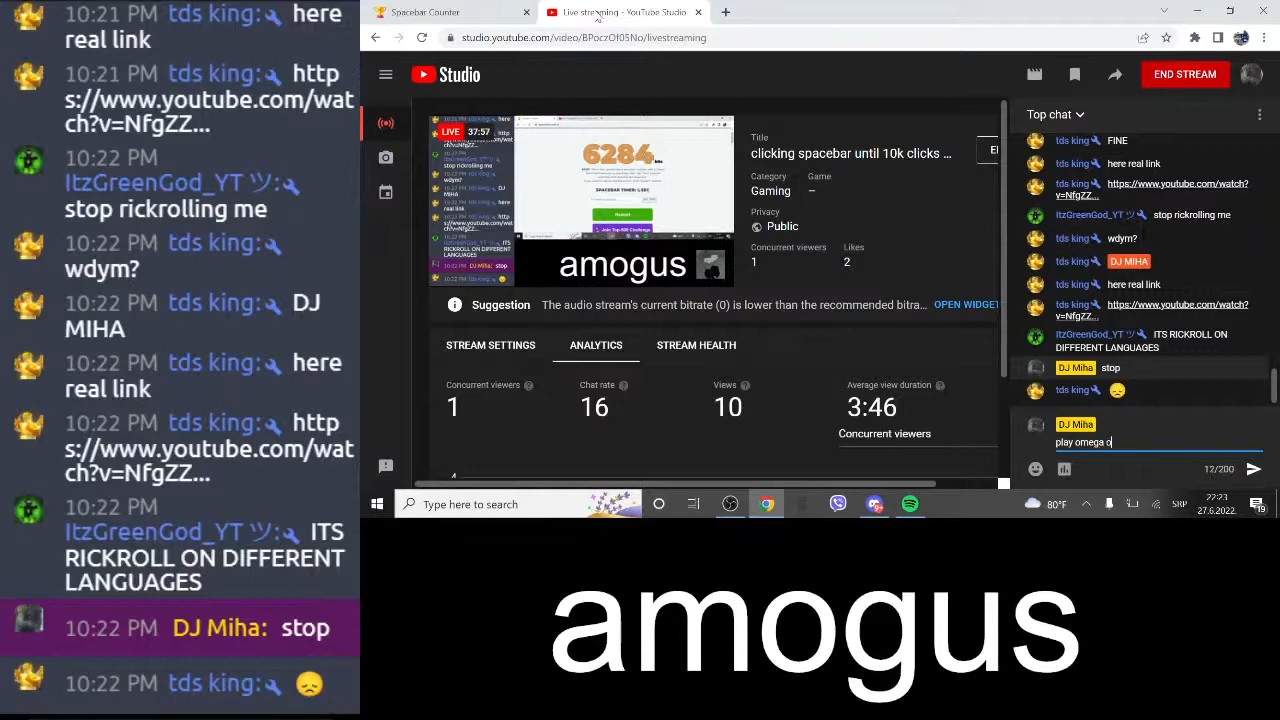 10:21 PM tds king: here
real link
10:21 PM tds king: http
s://www.youtube.com/wat
ch?v=NfgZZ...
10:22 PM
ItzGreenGod_YT ツ:
stop rickrolling me
10:22 PM tds king:
wdym?
10:22 PM tds king: DJ
MIHA
10:22 PM tds king: here
real link
10:22 PM tds king: http
s://www.youtube.com/wat
ch?v=NfgZZ...
10:22 PM
ItzGreenGod_YT ツ: ITS
RICKROLL ON DIFFERENT
LANGUAGES
10:22 PM DJ Miha: stop
10:22 PM tds king: 😞
Spacebar Counter
Live streaming - YouTube Studio
studio.youtube.com/video/BPoczOf05No/livestreaming
Studio
END STREAM
LIVE 37:57
6284
SPACEBAR TIMER:
Restart
amogus
Title
clicking spacebar until 10k clicks ...
Category Game
Gaming –
Privacy
Public
Concurrent viewers Likes
1 2
Suggestion The audio stream's current bitrate (0) is lower than the recommended bitra... OPEN WIDGET
STREAM SETTINGS ANALYTICS STREAM HEALTH
Concurrent viewers Chat rate Views Average view duration
1 16 10 3:46
Concurrent viewers
4
Top chat
tds king FINE
tds king here real link
tds king https://www.youtube.com/watch?
v=NfgZZ...
ItzGreenGod_YT ツ stop rickrolling me
tds king wdym?
tds king DJ MIHA
tds king here real link
tds king https://www.youtube.com/watch?
v=NfgZZ...
ItzGreenGod_YT ツ ITS RICKROLL ON
DIFFERENT LANGUAGES
DJ Miha stop
tds king 😞
DJ Miha
play omega o
12/200
Type here to search
80°F
SRP
22:23
27.6.2022.
19
amogus